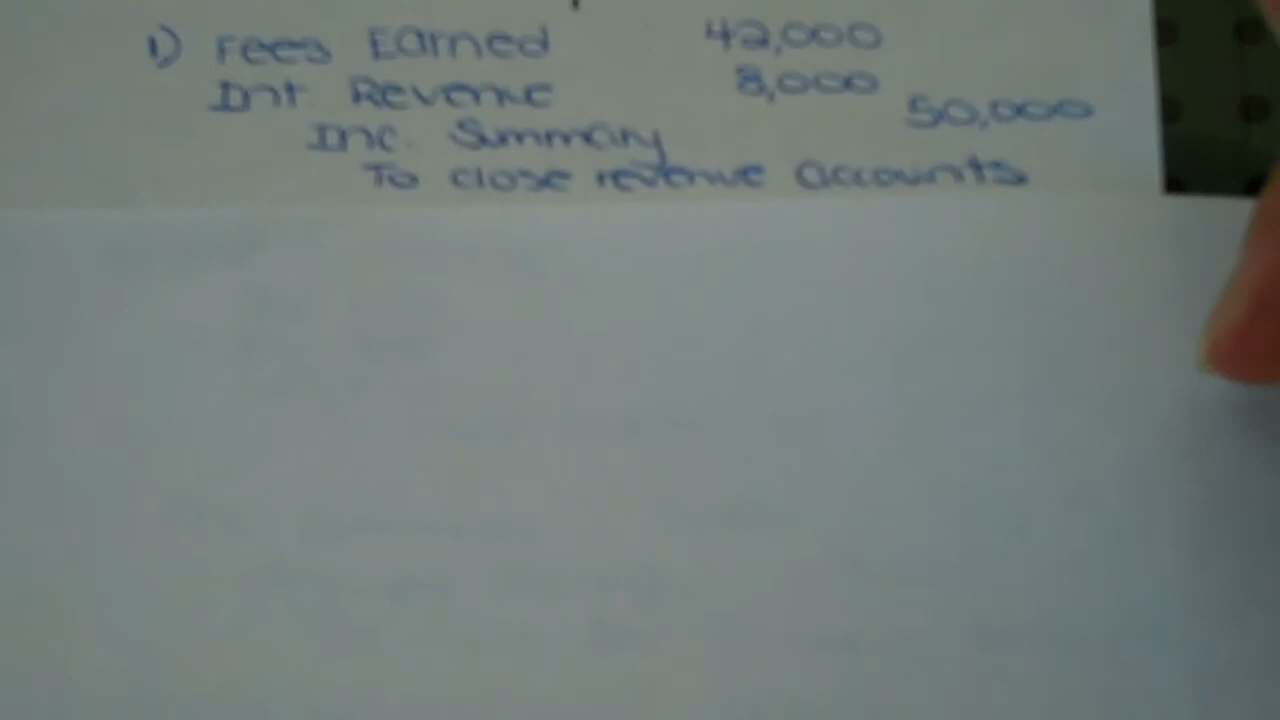 1) Fees Earned 42,000
Int Revenue 8,000
Inc. Summary 50,000
To close revenue accounts